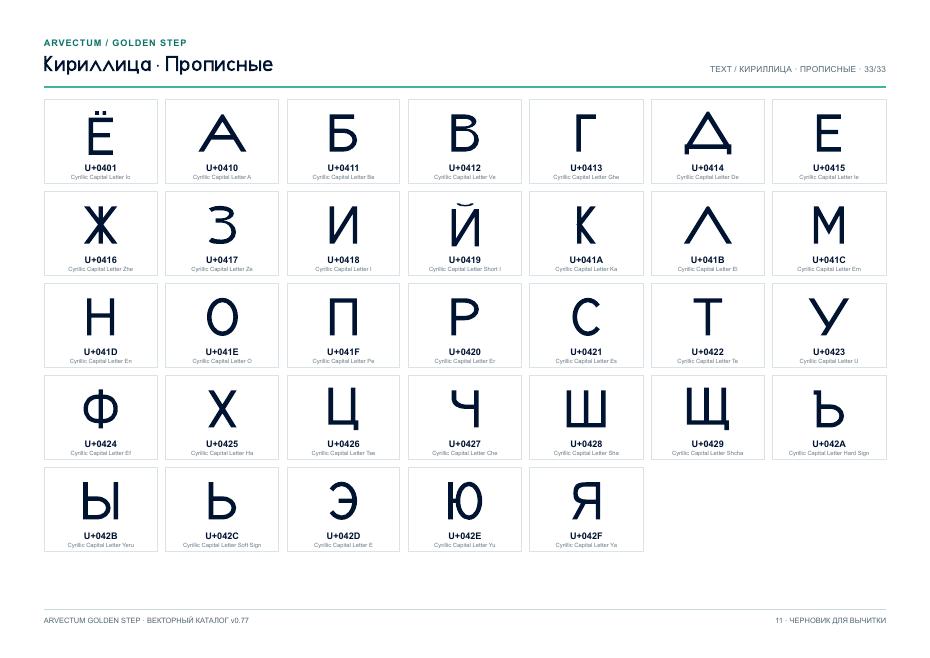 ARVECTUM / GOLDEN STEP
Кириллица · Прописные
TEXT / КИРИЛЛИЦА · ПРОПИСНЫЕ · 33/33
Ё А Б В Г Д Е
U+0401 U+0410 U+0411 U+0412 U+0413 U+0414 U+0415
Cyrillic Capital Letter Io Cyrillic Capital Letter A Cyrillic Capital Letter Be Cyrillic Capital Letter Ve Cyrillic Capital Letter Ghe Cyrillic Capital Letter De Cyrillic Capital Letter Ie
Ж З И Й К Л М
U+0416 U+0417 U+0418 U+0419 U+041A U+041B U+041C
Cyrillic Capital Letter Zhe Cyrillic Capital Letter Ze Cyrillic Capital Letter I Cyrillic Capital Letter Short I Cyrillic Capital Letter Ka Cyrillic Capital Letter El Cyrillic Capital Letter Em
Н О П Р С Т У
U+041D U+041E U+041F U+0420 U+0421 U+0422 U+0423
Cyrillic Capital Letter En Cyrillic Capital Letter O Cyrillic Capital Letter Pe Cyrillic Capital Letter Er Cyrillic Capital Letter Es Cyrillic Capital Letter Te Cyrillic Capital Letter U
Ф Х Ц Ч Ш Щ Ъ
U+0424 U+0425 U+0426 U+0427 U+0428 U+0429 U+042A
Cyrillic Capital Letter Ef Cyrillic Capital Letter Ha Cyrillic Capital Letter Tse Cyrillic Capital Letter Che Cyrillic Capital Letter Sha Cyrillic Capital Letter Shcha Cyrillic Capital Letter Hard Sign
Ы Ь Э Ю Я
U+042B U+042C U+042D U+042E U+042F
Cyrillic Capital Letter Yeru Cyrillic Capital Letter Soft Sign Cyrillic Capital Letter E Cyrillic Capital Letter Yu Cyrillic Capital Letter Ya
ARVECTUM GOLDEN STEP · ВЕКТОРНЫЙ КАТАЛОГ v0.77
11 · ЧЕРНОВИК ДЛЯ ВЫЧИТКИ